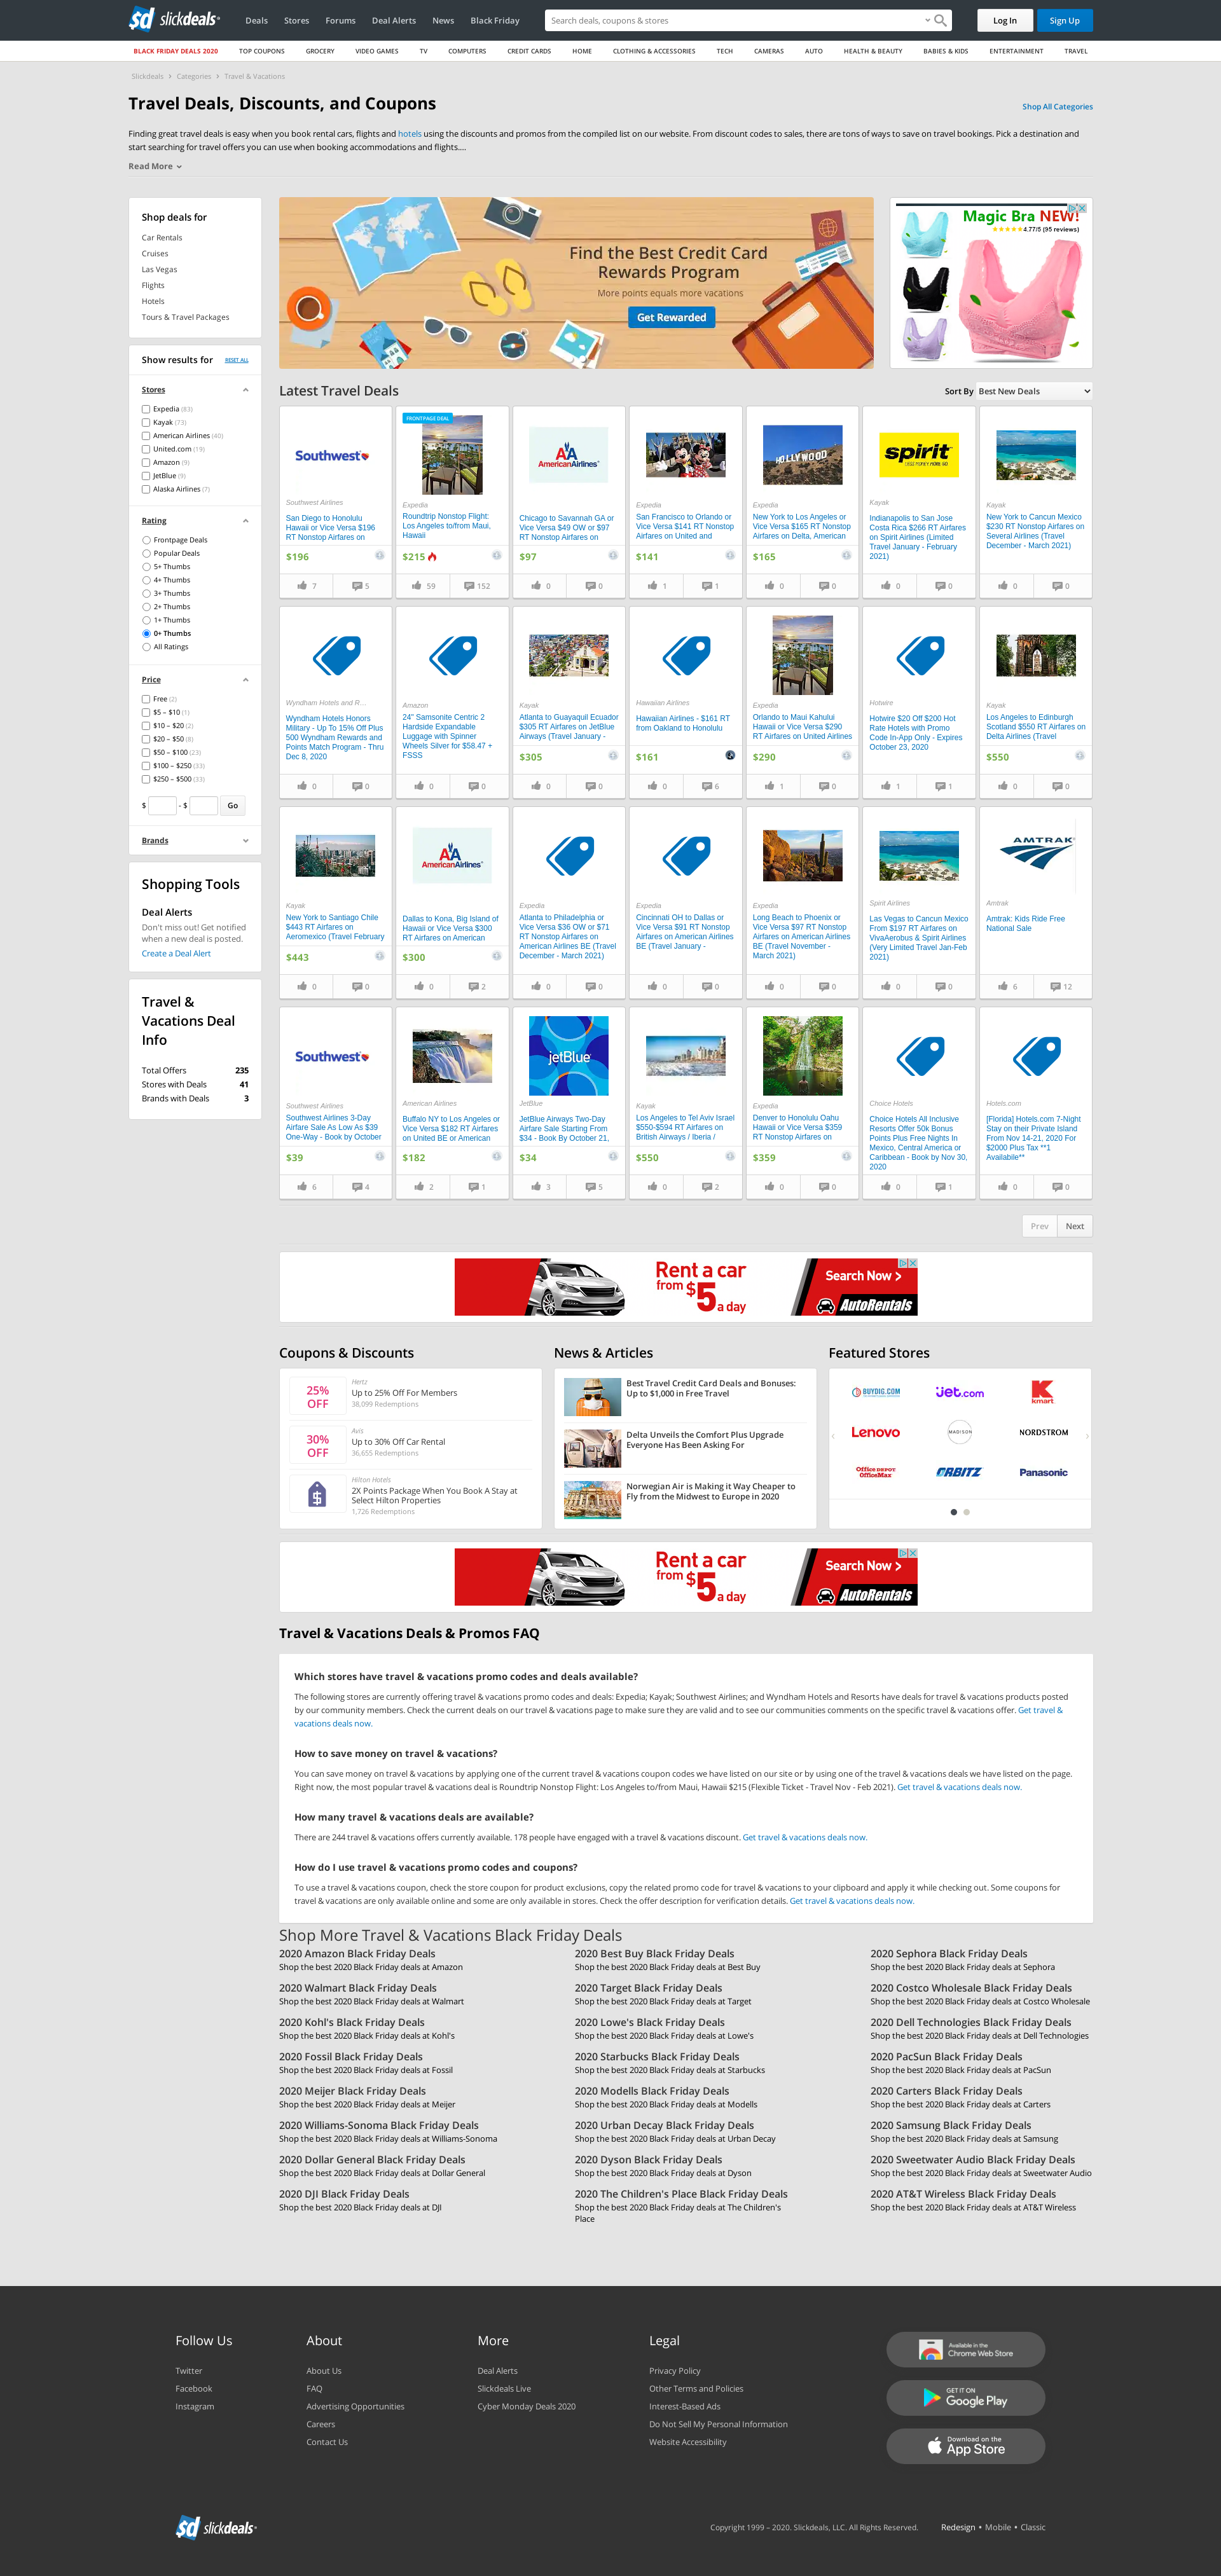 slickdeals
Deals
Stores
Forums
Deal Alerts
News
Black Friday
Search deals, coupons & stores
Log In
Sign Up
BLACK FRIDAY DEALS 2020
TOP COUPONS
GROCERY
VIDEO GAMES
TV
COMPUTERS
CREDIT CARDS
HOME
CLOTHING & ACCESSORIES
TECH
CAMERAS
AUTO
HEALTH & BEAUTY
BABIES & KIDS
ENTERTAINMENT
TRAVEL
Slickdeals › Categories › Travel & Vacations
Travel Deals, Discounts, and Coupons
Shop All Categories
Finding great travel deals is easy when you book rental cars, flights and hotels using the discounts and promos from the compiled list on our website. From discount codes to sales, there are tons of ways to save on travel bookings. Pick a destination and
start searching for travel offers you can use when booking accommodations and flights....
Read More
Shop deals for
Car Rentals
Cruises
Las Vegas
Flights
Hotels
Tours & Travel Packages
Show results for
RESET ALL
Stores
Expedia (83)
Kayak (73)
American Airlines (40)
United.com (19)
Amazon (9)
JetBlue (9)
Alaska Airlines (7)
Rating
Frontpage Deals
Popular Deals
5+ Thumbs
4+ Thumbs
3+ Thumbs
2+ Thumbs
1+ Thumbs
0+ Thumbs
All Ratings
Price
Free (2)
$5 – $10 (1)
$10 – $20 (2)
$20 – $50 (8)
$50 – $100 (23)
$100 – $250 (33)
$250 – $500 (33)
$ - $ Go
Brands
Shopping Tools
Deal Alerts
Don't miss out! Get notified
when a new deal is posted.
Create a Deal Alert
Travel &
Vacations Deal
Info
Total Offers 235
Stores with Deals 41
Brands with Deals 3
Find the Best Credit Card
Rewards Program
More points equals more vacations
Get Rewarded
Magic Bra NEW!
4.77/5 (95 reviews)
Latest Travel Deals
Sort By Best New Deals
Southwest
Southwest Airlines
San Diego to Honolulu
Hawaii or Vice Versa $196
RT Nonstop Airfares on
$196
7 5
FRONTPAGE DEAL
Expedia
Roundtrip Nonstop Flight:
Los Angeles to/from Maui,
Hawaii
$215
59 152
AmericanAirlines
Chicago to Savannah GA or
Vice Versa $49 OW or $97
RT Nonstop Airfares on
$97
0 0
Expedia
San Francisco to Orlando or
Vice Versa $141 RT Nonstop
Airfares on United and
$141
1 1
HOLLYWOOD
Expedia
New York to Los Angeles or
Vice Versa $165 RT Nonstop
Airfares on Delta, American
$165
0 0
spirit
LESS MONEY. MORE GO.
Kayak
Indianapolis to San Jose
Costa Rica $266 RT Airfares
on Spirit Airlines (Limited
Travel January - February
2021)
0 0
Kayak
New York to Cancun Mexico
$230 RT Nonstop Airfares on
Several Airlines (Travel
December - March 2021)
0 0
Wyndham Hotels and R...
Wyndham Hotels Honors
Military - Up To 15% Off Plus
500 Wyndham Rewards and
Points Match Program - Thru
Dec 8, 2020
0 0
Amazon
24" Samsonite Centric 2
Hardside Expandable
Luggage with Spinner
Wheels Silver for $58.47 +
FSSS
0 0
Kayak
Atlanta to Guayaquil Ecuador
$305 RT Airfares on JetBlue
Airways (Travel January -
$305
0 0
Hawaiian Airlines
Hawaiian Airlines - $161 RT
from Oakland to Honolulu
$161
0 6
Expedia
Orlando to Maui Kahului
Hawaii or Vice Versa $290
RT Airfares on United Airlines
$290
1 0
Hotwire
Hotwire $20 Off $200 Hot
Rate Hotels with Promo
Code In-App Only - Expires
October 23, 2020
1 1
Kayak
Los Angeles to Edinburgh
Scotland $550 RT Airfares on
Delta Airlines (Travel
$550
0 0
Kayak
New York to Santiago Chile
$443 RT Airfares on
Aeromexico (Travel February
$443
0 0
AmericanAirlines
Dallas to Kona, Big Island of
Hawaii or Vice Versa $300
RT Airfares on American
$300
0 2
Expedia
Atlanta to Philadelphia or
Vice Versa $36 OW or $71
RT Nonstop Airfares on
American Airlines BE (Travel
December - March 2021)
0 0
Expedia
Cincinnati OH to Dallas or
Vice Versa $91 RT Nonstop
Airfares on American Airlines
BE (Travel January -
0 0
Expedia
Long Beach to Phoenix or
Vice Versa $97 RT Nonstop
Airfares on American Airlines
BE (Travel November -
March 2021)
0 0
Spirit Airlines
Las Vegas to Cancun Mexico
From $197 RT Airfares on
VivaAerobus & Spirit Airlines
(Very Limited Travel Jan-Feb
2021)
0 0
AMTRAK
Amtrak
Amtrak: Kids Ride Free
National Sale
6 12
Southwest
Southwest Airlines
Southwest Airlines 3-Day
Airfare Sale As Low As $39
One-Way - Book by October
$39
6 4
American Airlines
Buffalo NY to Los Angeles or
Vice Versa $182 RT Airfares
on United BE or American
$182
2 1
jetBlue
JetBlue
JetBlue Airways Two-Day
Airfare Sale Starting From
$34 - Book By October 21,
$34
3 5
Kayak
Los Angeles to Tel Aviv Israel
$550-$594 RT Airfares on
British Airways / Iberia /
$550
0 2
Expedia
Denver to Honolulu Oahu
Hawaii or Vice Versa $359
RT Nonstop Airfares on
$359
0 0
Choice Hotels
Choice Hotels All Inclusive
Resorts Offer 50k Bonus
Points Plus Free Nights In
Mexico, Central America or
Caribbean - Book by Nov 30,
2020
0 1
Hotels.com
[Florida] Hotels.com 7-Night
Stay on their Private Island
From Nov 14-21, 2020 For
$2000 Plus Tax **1
Availabile**
0 0
Prev Next
Rent a car
from $5 a day
Search Now >
AutoRentals
Coupons & Discounts
25%
OFF
Hertz
Up to 25% Off For Members
38,099 Redemptions
30%
OFF
Avis
Up to 30% Off Car Rental
36,655 Redemptions
Hilton Hotels
2X Points Package When You Book A Stay at
Select Hilton Properties
1,726 Redemptions
News & Articles
Best Travel Credit Card Deals and Bonuses:
Up to $1,000 in Free Travel
Delta Unveils the Comfort Plus Upgrade
Everyone Has Been Asking For
Norwegian Air is Making it Way Cheaper to
Fly from the Midwest to Europe in 2020
Featured Stores
BUYDIG.COM
jet.com
kmart
Lenovo
MADISON
NORDSTROM
Office DEPOT
OfficeMax
ORBITZ
Panasonic
Rent a car
from $5 a day
Search Now >
AutoRentals
Travel & Vacations Deals & Promos FAQ
Which stores have travel & vacations promo codes and deals available?
The following stores are currently offering travel & vacations promo codes and deals: Expedia; Kayak; Southwest Airlines; and Wyndham Hotels and Resorts have deals for travel & vacations products posted
by our community members. Check the current deals on our travel & vacations page to make sure they are valid and to see our communities comments on the specific travel & vacations offer. Get travel &
vacations deals now.
How to save money on travel & vacations?
You can save money on travel & vacations by applying one of the current travel & vacations coupon codes we have listed on our site or by using one of the travel & vacations deals we have listed on the page.
Right now, the most popular travel & vacations deal is Roundtrip Nonstop Flight: Los Angeles to/from Maui, Hawaii $215 (Flexible Ticket - Travel Nov - Feb 2021). Get travel & vacations deals now.
How many travel & vacations deals are available?
There are 244 travel & vacations offers currently available. 178 people have engaged with a travel & vacations discount. Get travel & vacations deals now.
How do I use travel & vacations promo codes and coupons?
To use a travel & vacations coupon, check the store coupon for product exclusions, copy the related promo code for travel & vacations to your clipboard and apply it while checking out. Some coupons for
travel & vacations are only available online and some are only available in stores. Check the offer description for verification details. Get travel & vacations deals now.
Shop More Travel & Vacations Black Friday Deals
2020 Amazon Black Friday Deals
Shop the best 2020 Black Friday deals at Amazon
2020 Best Buy Black Friday Deals
Shop the best 2020 Black Friday deals at Best Buy
2020 Sephora Black Friday Deals
Shop the best 2020 Black Friday deals at Sephora
2020 Walmart Black Friday Deals
Shop the best 2020 Black Friday deals at Walmart
2020 Target Black Friday Deals
Shop the best 2020 Black Friday deals at Target
2020 Costco Wholesale Black Friday Deals
Shop the best 2020 Black Friday deals at Costco Wholesale
2020 Kohl's Black Friday Deals
Shop the best 2020 Black Friday deals at Kohl's
2020 Lowe's Black Friday Deals
Shop the best 2020 Black Friday deals at Lowe's
2020 Dell Technologies Black Friday Deals
Shop the best 2020 Black Friday deals at Dell Technologies
2020 Fossil Black Friday Deals
Shop the best 2020 Black Friday deals at Fossil
2020 Starbucks Black Friday Deals
Shop the best 2020 Black Friday deals at Starbucks
2020 PacSun Black Friday Deals
Shop the best 2020 Black Friday deals at PacSun
2020 Meijer Black Friday Deals
Shop the best 2020 Black Friday deals at Meijer
2020 Modells Black Friday Deals
Shop the best 2020 Black Friday deals at Modells
2020 Carters Black Friday Deals
Shop the best 2020 Black Friday deals at Carters
2020 Williams-Sonoma Black Friday Deals
Shop the best 2020 Black Friday deals at Williams-Sonoma
2020 Urban Decay Black Friday Deals
Shop the best 2020 Black Friday deals at Urban Decay
2020 Samsung Black Friday Deals
Shop the best 2020 Black Friday deals at Samsung
2020 Dollar General Black Friday Deals
Shop the best 2020 Black Friday deals at Dollar General
2020 Dyson Black Friday Deals
Shop the best 2020 Black Friday deals at Dyson
2020 Sweetwater Audio Black Friday Deals
Shop the best 2020 Black Friday deals at Sweetwater Audio
2020 DJI Black Friday Deals
Shop the best 2020 Black Friday deals at DJI
2020 The Children's Place Black Friday Deals
Shop the best 2020 Black Friday deals at The Children's
Place
2020 AT&T Wireless Black Friday Deals
Shop the best 2020 Black Friday deals at AT&T Wireless
Follow Us
Twitter
Facebook
Instagram
About
About Us
FAQ
Advertising Opportunities
Careers
Contact Us
More
Deal Alerts
Slickdeals Live
Cyber Monday Deals 2020
Legal
Privacy Policy
Other Terms and Policies
Interest-Based Ads
Do Not Sell My Personal Information
Website Accessibility
Available in the
Chrome Web Store
GET IT ON
Google Play
Download on the
App Store
slickdeals
Copyright 1999 – 2020. Slickdeals, LLC. All Rights Reserved.
Redesign • Mobile • Classic